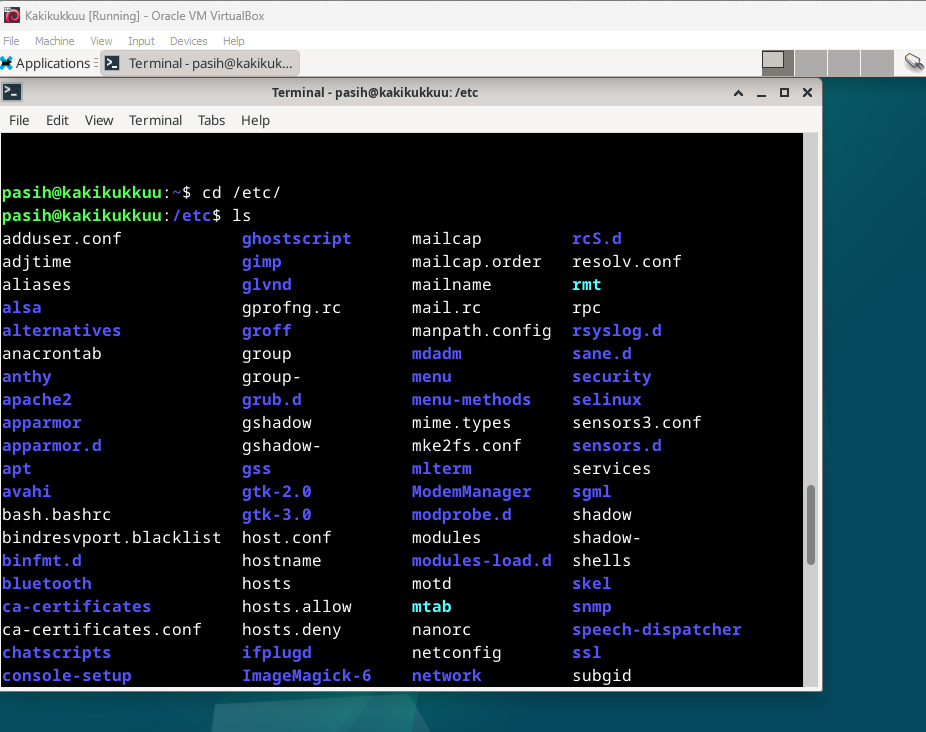 Kakikukkuu [Running] - Oracle VM VirtualBox
File Machine View Input Devices Help
Applications Terminal - pasih@kakikuk...
Terminal - pasih@kakikukkuu: /etc
File Edit View Terminal Tabs Help
pasih@kakikukkuu:~$ cd /etc/
pasih@kakikukkuu:/etc$ ls
adduser.conf ghostscript mailcap rcS.d
adjtime gimp mailcap.order resolv.conf
aliases glvnd mailname rmt
alsa gprofng.rc mail.rc rpc
alternatives groff manpath.config rsyslog.d
anacrontab group mdadm sane.d
anthy group- menu security
apache2 grub.d menu-methods selinux
apparmor gshadow mime.types sensors3.conf
apparmor.d gshadow- mke2fs.conf sensors.d
apt gss mlterm services
avahi gtk-2.0 ModemManager sgml
bash.bashrc gtk-3.0 modprobe.d shadow
bindresvport.blacklist host.conf modules shadow-
binfmt.d hostname modules-load.d shells
bluetooth hosts motd skel
ca-certificates hosts.allow mtab snmp
ca-certificates.conf hosts.deny nanorc speech-dispatcher
chatscripts ifplugd netconfig ssl
console-setup ImageMagick-6 network subgid